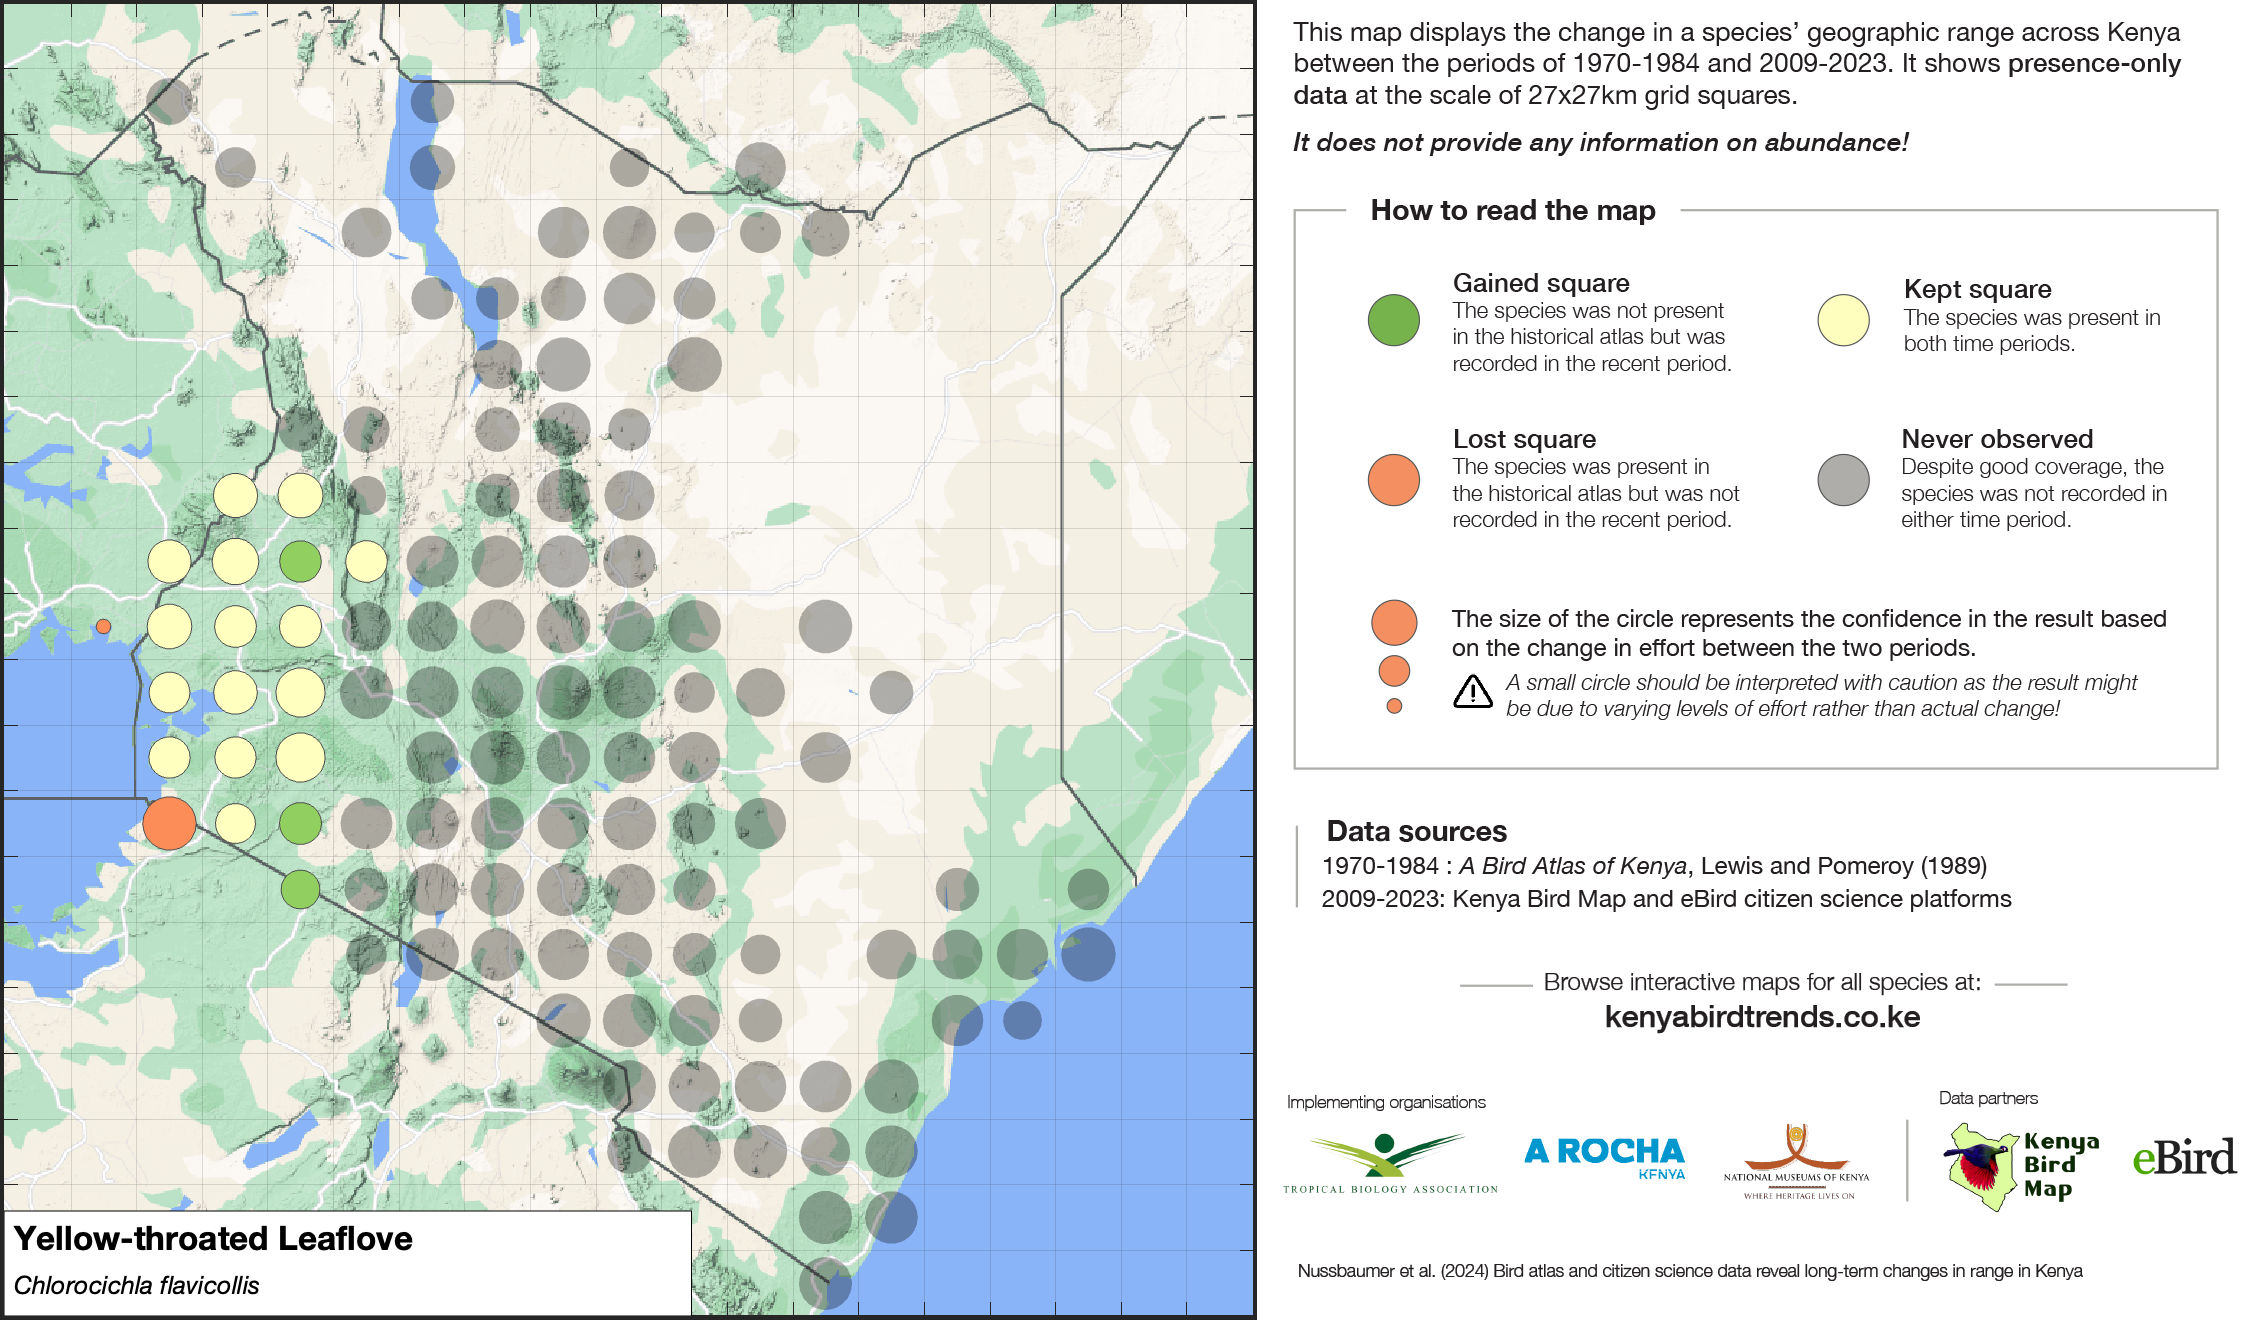 This map displays the change in a species’ geographic range across Kenya
between the periods of 1970-1984 and 2009-2023. It shows presence-only
data at the scale of 27x27km grid squares.
It does not provide any information on abundance!
How to read the map
Gained square
The species was not present
in the historical atlas but was
recorded in the recent period.
Kept square
The species was present in
both time periods.
Lost square
The species was present in
the historical atlas but was not
recorded in the recent period.
Never observed
Despite good coverage, the
species was not recorded in
either time period.
The size of the circle represents the confidence in the result based
on the change in effort between the two periods.
A small circle should be interpreted with caution as the result might
be due to varying levels of effort rather than actual change!
Data sources
1970-1984 : A Bird Atlas of Kenya, Lewis and Pomeroy (1989)
2009-2023: Kenya Bird Map and eBird citizen science platforms
Browse interactive maps for all species at:
kenyabirdtrends.co.ke
Implementing organisations
TROPICAL BIOLOGY ASSOCIATION
A ROCHA
KENYA
NATIONAL MUSEUMS OF KENYA
WHERE HERITAGE LIVES ON
Data partners
Kenya
Bird
Map
eBird
Nussbaumer et al. (2024) Bird atlas and citizen science data reveal long-term changes in range in Kenya
Yellow-throated Leaflove
Chlorocichla flavicollis